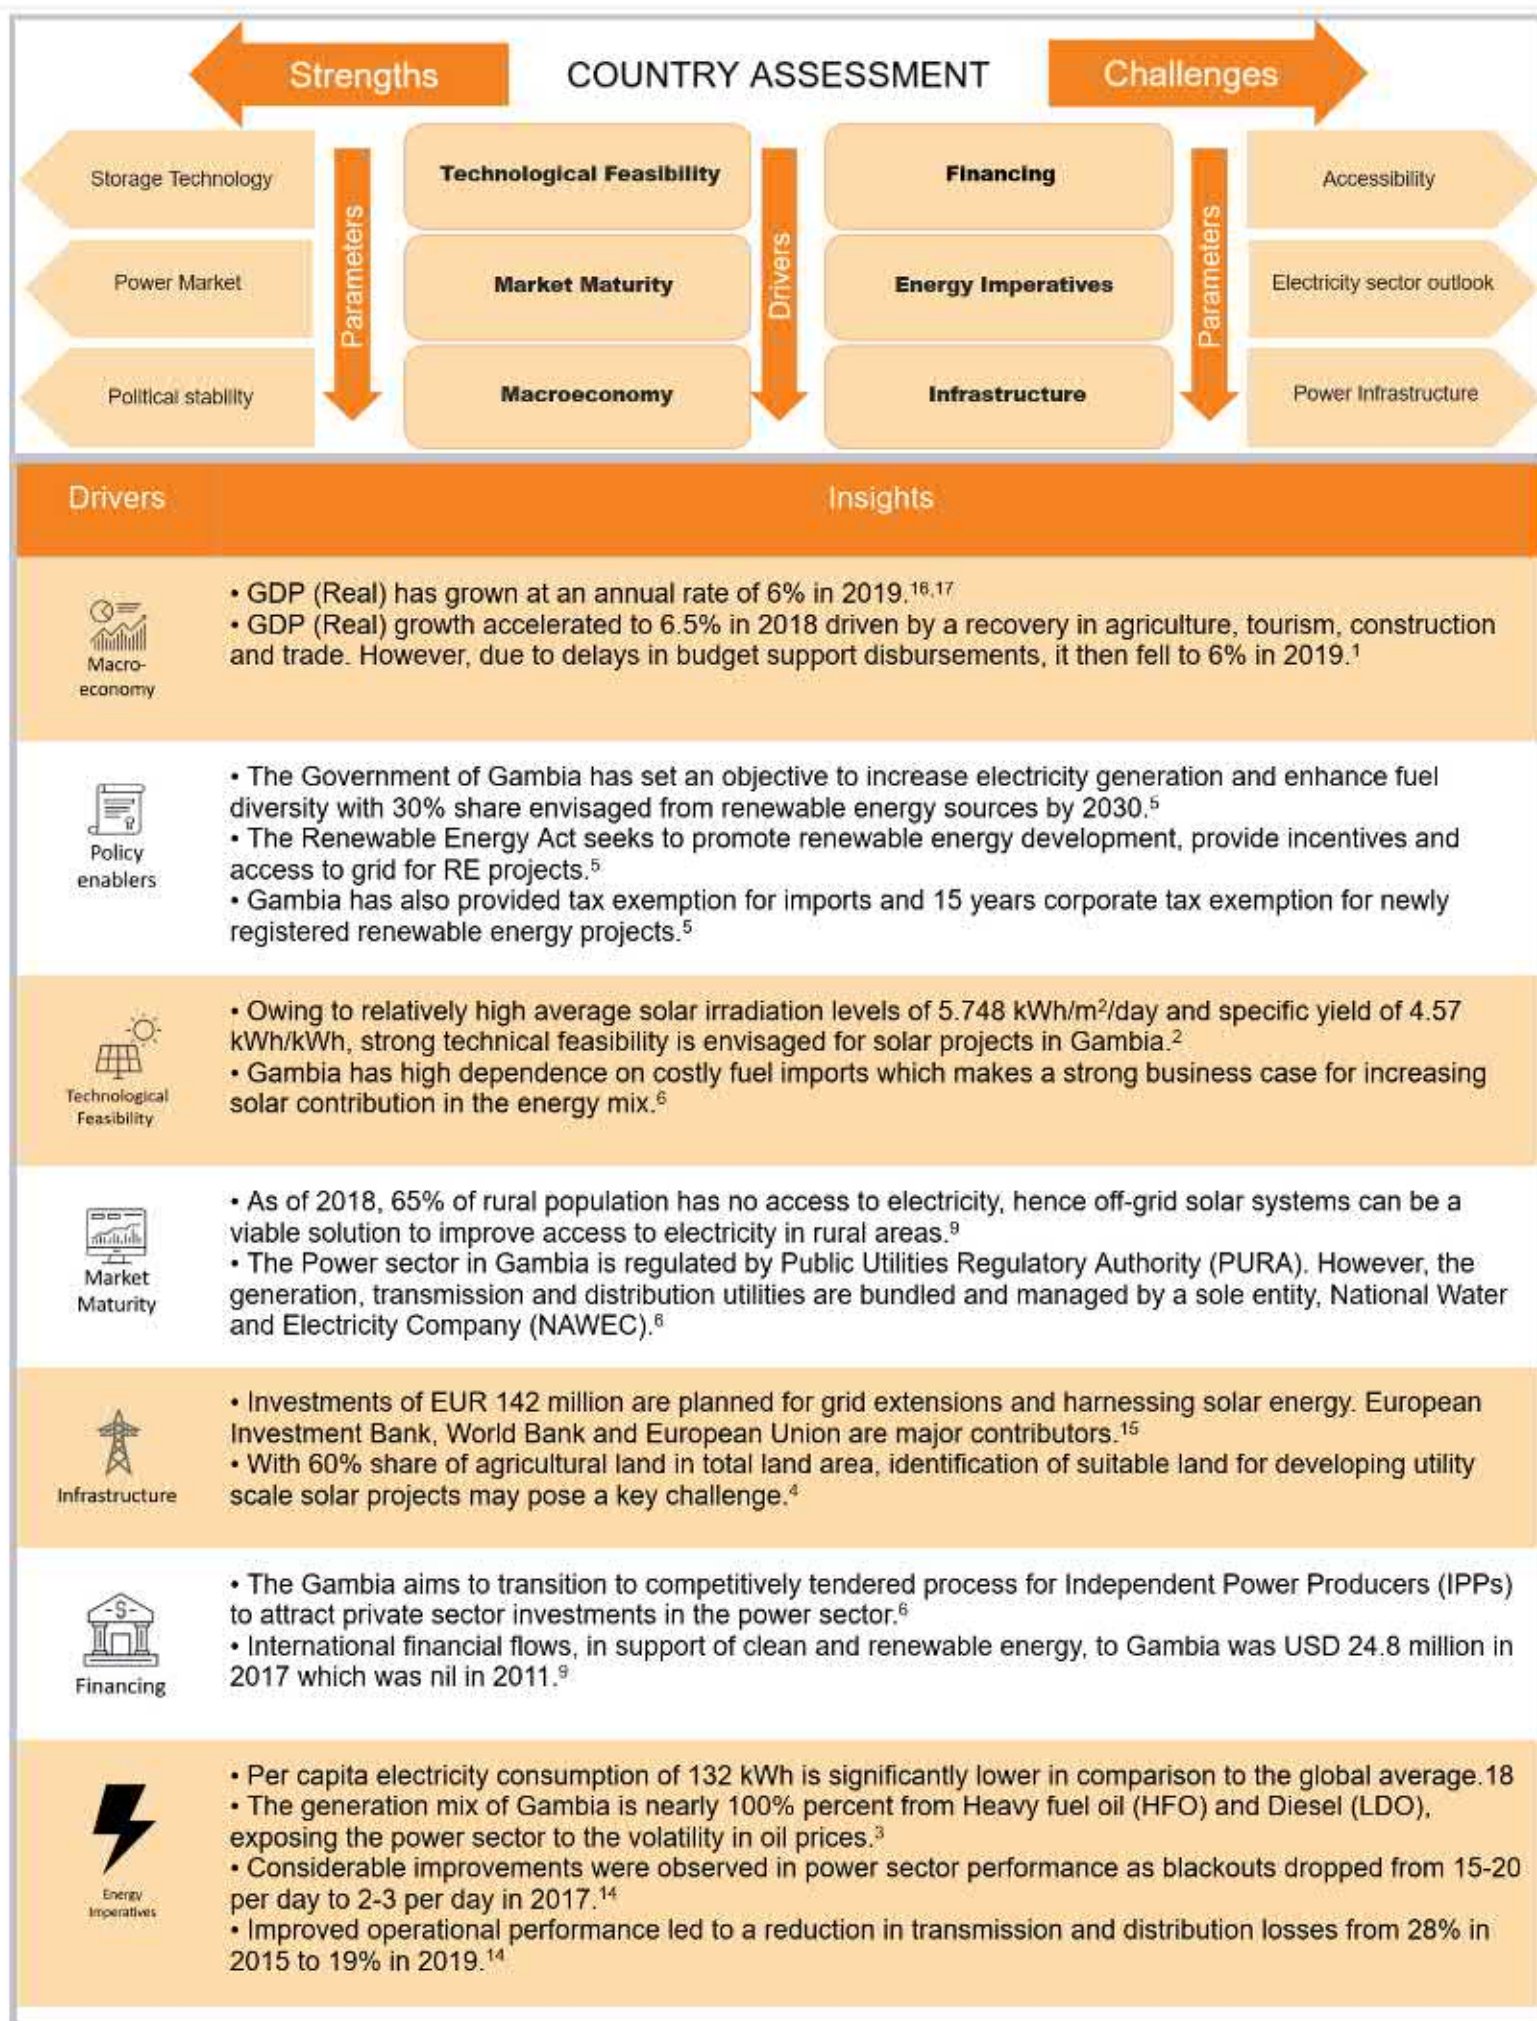 Strengths
COUNTRY ASSESSMENT
Challenges
Storage Technology
Technological Feasibility
Financing
Accessibility
Power Market
Parameters
Market Maturity
Drivers
Energy Imperatives
Parameters
Electricity sector outlook
Political stability
Macroeconomy
Infrastructure
Power Infrastructure
Drivers
Insights
Macro-
economy
• GDP (Real) has grown at an annual rate of 6% in 2019.16,17
• GDP (Real) growth accelerated to 6.5% in 2018 driven by a recovery in agriculture, tourism, construction
and trade. However, due to delays in budget support disbursements, it then fell to 6% in 2019.1
Policy
enablers
• The Government of Gambia has set an objective to increase electricity generation and enhance fuel
diversity with 30% share envisaged from renewable energy sources by 2030.5
• The Renewable Energy Act seeks to promote renewable energy development, provide incentives and
access to grid for RE projects.5
• Gambia has also provided tax exemption for imports and 15 years corporate tax exemption for newly
registered renewable energy projects.5
Technological
Feasibility
• Owing to relatively high average solar irradiation levels of 5.748 kWh/m²/day and specific yield of 4.57
kWh/kWh, strong technical feasibility is envisaged for solar projects in Gambia.2
• Gambia has high dependence on costly fuel imports which makes a strong business case for increasing
solar contribution in the energy mix.6
Market
Maturity
• As of 2018, 65% of rural population has no access to electricity, hence off-grid solar systems can be a
viable solution to improve access to electricity in rural areas.9
• The Power sector in Gambia is regulated by Public Utilities Regulatory Authority (PURA). However, the
generation, transmission and distribution utilities are bundled and managed by a sole entity, National Water
and Electricity Company (NAWEC).6
Infrastructure
• Investments of EUR 142 million are planned for grid extensions and harnessing solar energy. European
Investment Bank, World Bank and European Union are major contributors.15
• With 60% share of agricultural land in total land area, identification of suitable land for developing utility
scale solar projects may pose a key challenge.4
-$-
Financing
• The Gambia aims to transition to competitively tendered process for Independent Power Producers (IPPs)
to attract private sector investments in the power sector.6
• International financial flows, in support of clean and renewable energy, to Gambia was USD 24.8 million in
2017 which was nil in 2011.9
Energy
Imperatives
• Per capita electricity consumption of 132 kWh is significantly lower in comparison to the global average.18
• The generation mix of Gambia is nearly 100% percent from Heavy fuel oil (HFO) and Diesel (LDO),
exposing the power sector to the volatility in oil prices.3
• Considerable improvements were observed in power sector performance as blackouts dropped from 15-20
per day to 2-3 per day in 2017.14
• Improved operational performance led to a reduction in transmission and distribution losses from 28% in
2015 to 19% in 2019.14